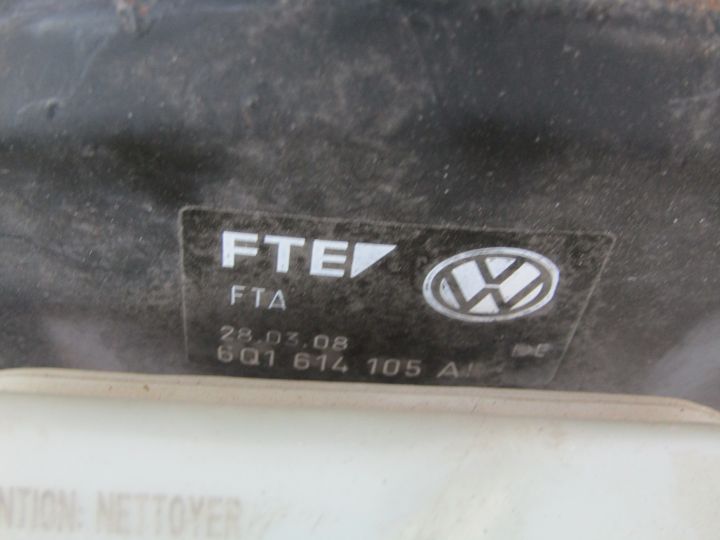 FTE
FTA
28.03.08
6Q1 614 105
NTION: NETTOYER